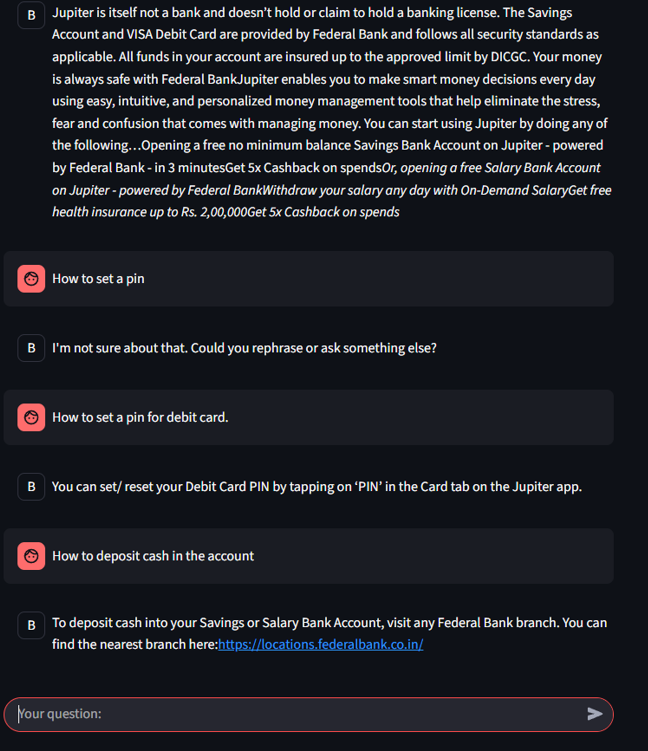 B
Jupiter is itself not a bank and doesn't hold or claim to hold a banking license. The Savings
Account and VISA Debit Card are provided by Federal Bank and follows all security standards as
applicable. All funds in your account are insured up to the approved limit by DICGC. Your money
is always safe with Federal BankJupiter enables you to make smart money decisions every day
using easy, intuitive, and personalized money management tools that help eliminate the stress,
fear and confusion that comes with managing money. You can start using Jupiter by doing any of
the following…Opening a free no minimum balance Savings Bank Account on Jupiter - powered
by Federal Bank - in 3 minutesGet 5x Cashback on spendsOr, opening a free Salary Bank Account
on Jupiter - powered by Federal BankWithdraw your salary any day with On-Demand SalaryGet free
health insurance up to Rs. 2,00,000Get 5x Cashback on spends
How to set a pin
B
I'm not sure about that. Could you rephrase or ask something else?
How to set a pin for debit card.
B
You can set/ reset your Debit Card PIN by tapping on ‘PIN’ in the Card tab on the Jupiter app.
How to deposit cash in the account
B
To deposit cash into your Savings or Salary Bank Account, visit any Federal Bank branch. You can
find the nearest branch here:https://locations.federalbank.co.in/
Your question: